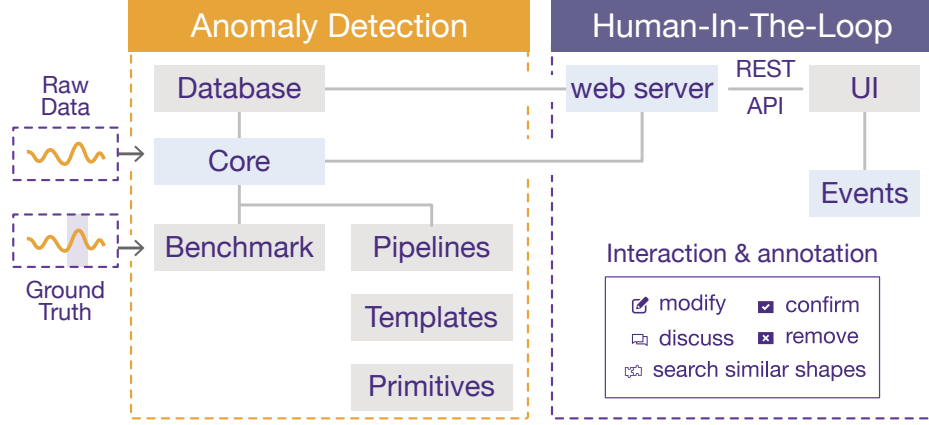 Anomaly Detection
Human-In-The-Loop
Raw
Data
Database
web server
REST
API
UI
Core
Events
Ground
Truth
Benchmark
Pipelines
Templates
Primitives
Interaction & annotation
modify
confirm
discuss
remove
search similar shapes